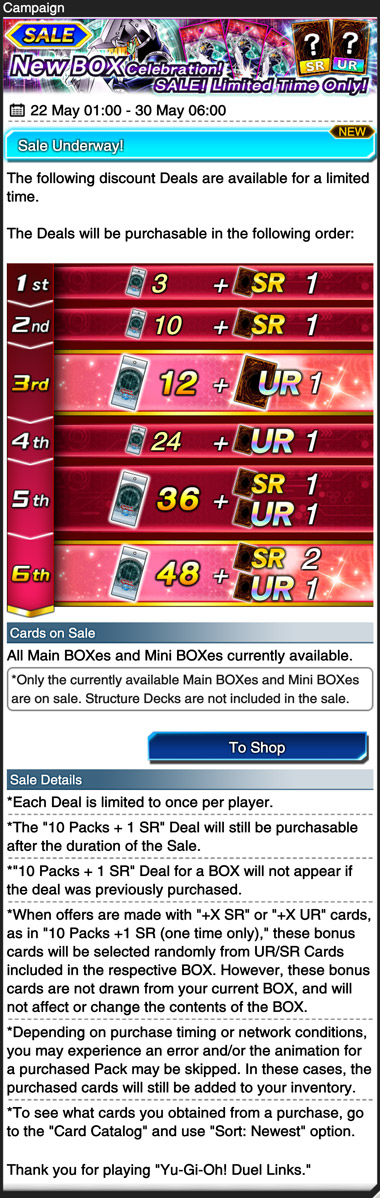 Campaign
SALE
New BOX Celebration!
SALE! Limited Time Only!
? ?
SR UR
22 May 01:00 - 30 May 06:00
NEW
Sale Underway!
The following discount Deals are available for a limited
time.
The Deals will be purchasable in the following order:
1st 3 + SR 1
2nd 10 + SR 1
3rd 12 + UR 1
4th 24 + UR 1
5th 36 + SR 1
UR 1
6th 48 + SR 2
UR 1
Cards on Sale
All Main BOXes and Mini BOXes currently available.
*Only the currently available Main BOXes and Mini BOXes
are on sale. Structure Decks are not included in the sale.
To Shop
Sale Details
*Each Deal is limited to once per player.
*The "10 Packs + 1 SR" Deal will still be purchasable
after the duration of the Sale.
*"10 Packs + 1 SR" Deal for a BOX will not appear if
the deal was previously purchased.
*When offers are made with "+X SR" or "+X UR" cards,
as in "10 Packs +1 SR (one time only)," these bonus
cards will be selected randomly from UR/SR Cards
included in the respective BOX. However, these bonus
cards are not drawn from your current BOX, and will
not affect or change the contents of the BOX.
*Depending on purchase timing or network conditions,
you may experience an error and/or the animation for
a purchased Pack may be skipped. In these cases, the
purchased cards will still be added to your inventory.
*To see what cards you obtained from a purchase, go
to the "Card Catalog" and use "Sort: Newest" option.
Thank you for playing "Yu-Gi-Oh! Duel Links."